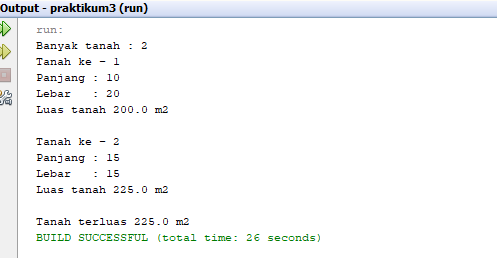 Output - praktikum3 (run)
run:
Banyak tanah : 2
Tanah ke - 1
Panjang : 10
Lebar   : 20
Luas tanah 200.0 m2
Tanah ke - 2
Panjang : 15
Lebar   : 15
Luas tanah 225.0 m2
Tanah terluas 225.0 m2
BUILD SUCCESSFUL (total time: 26 seconds)